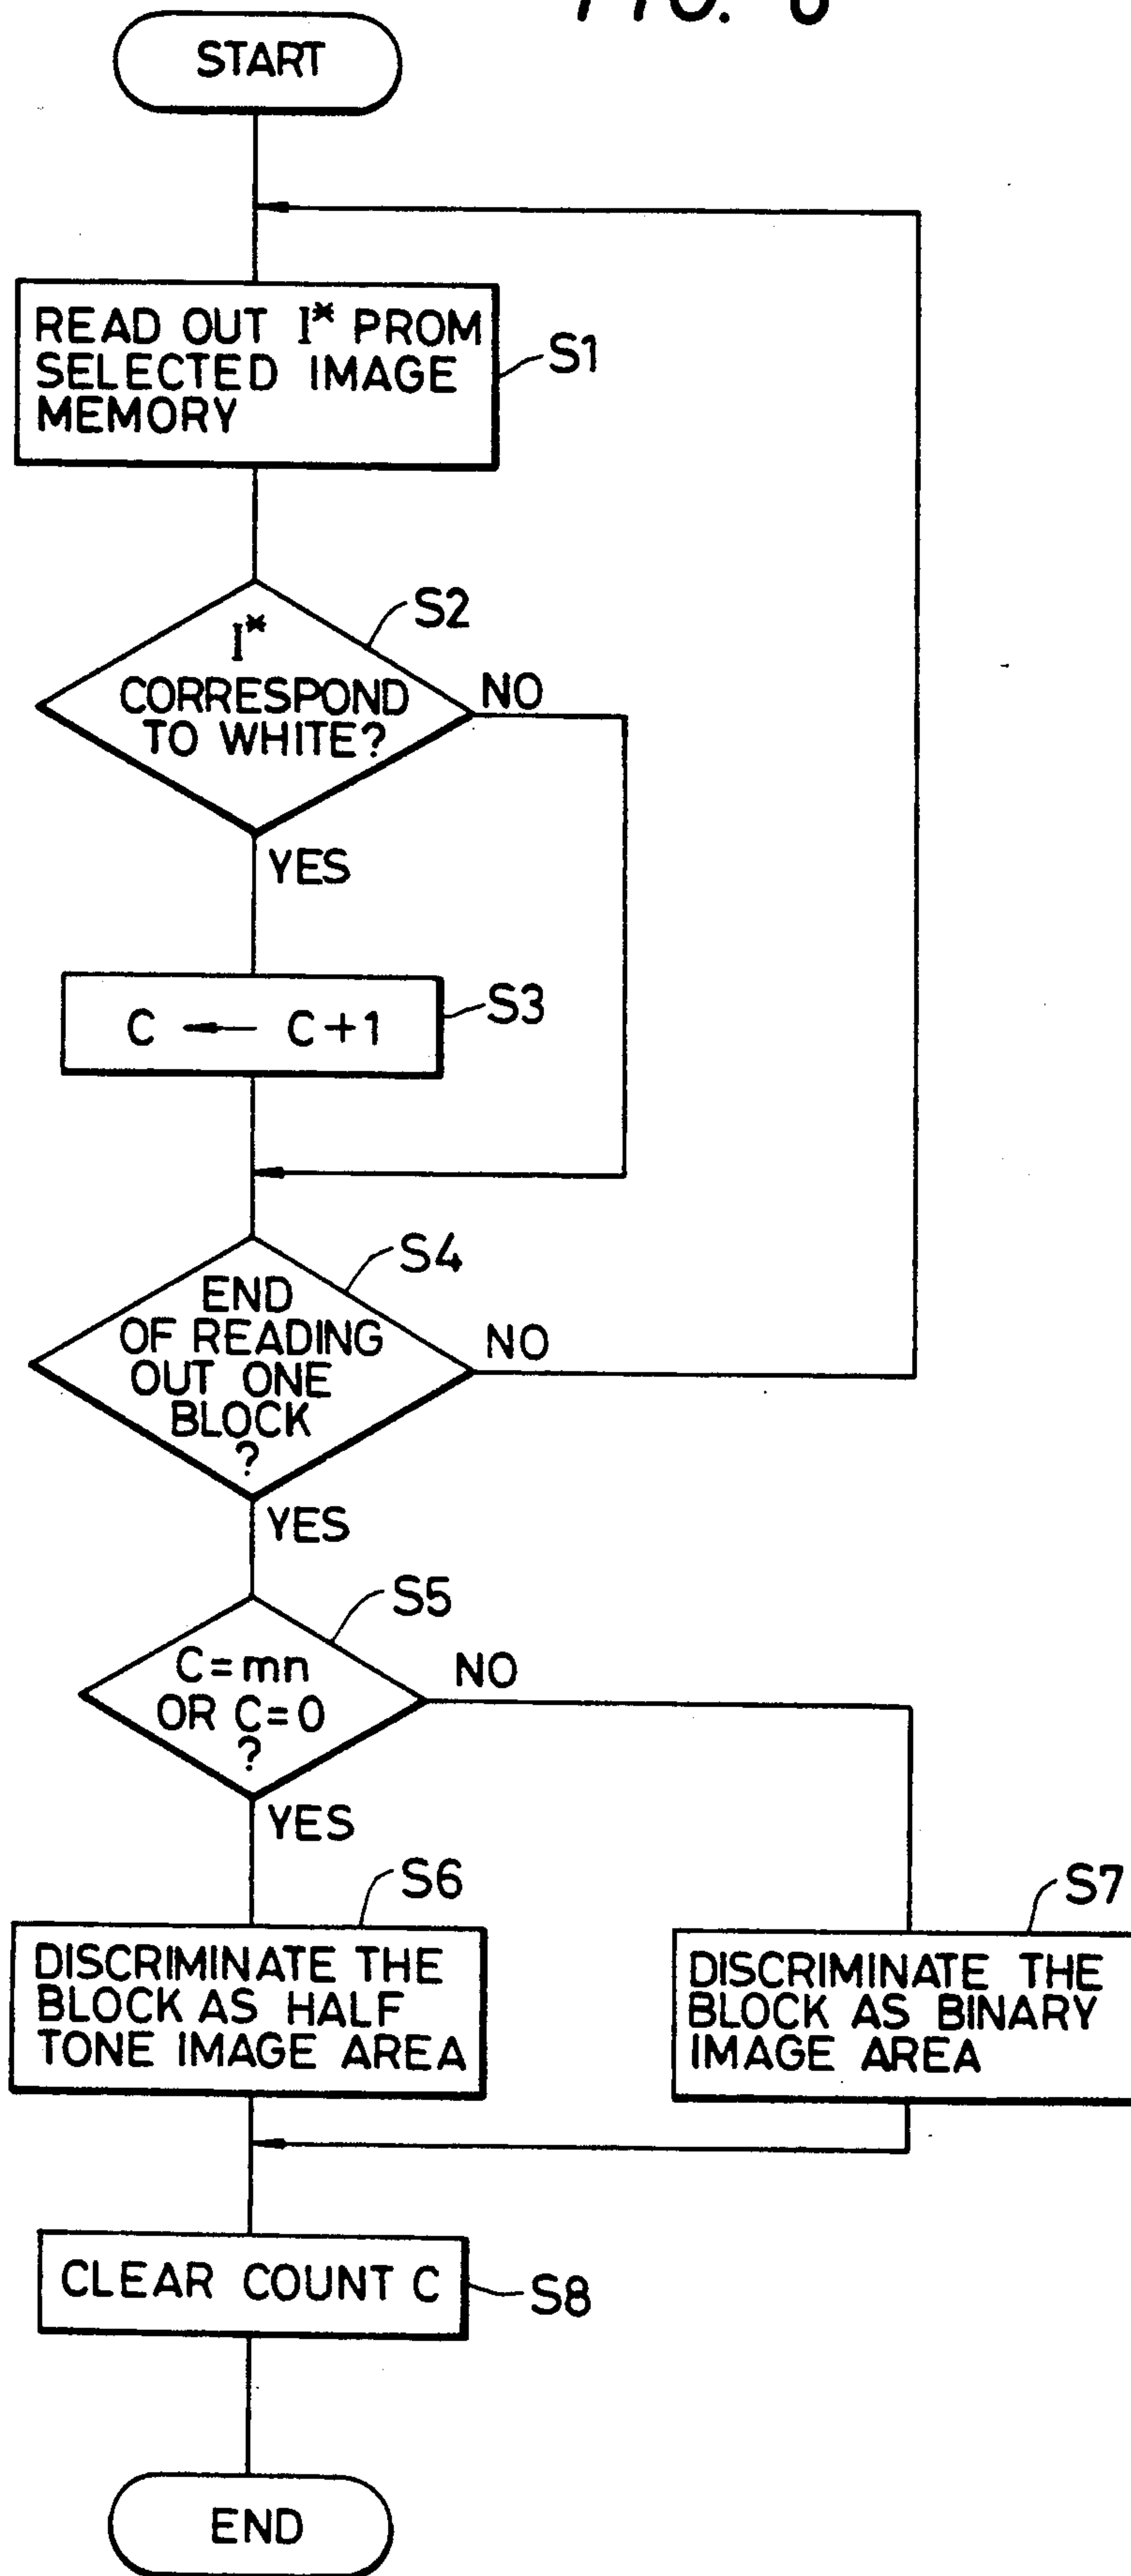 START
READ OUT I* PROM
SELECTED IMAGE
MEMORY
S1
S2
I*
CORRESPOND
TO WHITE?
NO
YES
S3
C ← C+1
S4
END
OF READING
OUT ONE
BLOCK
?
NO
YES
S5
C=mn
OR C=0
?
NO
YES
S6
DISCRIMINATE THE
BLOCK AS HALF
TONE IMAGE AREA
S7
DISCRIMINATE THE
BLOCK AS BINARY
IMAGE AREA
CLEAR COUNT C
S8
END